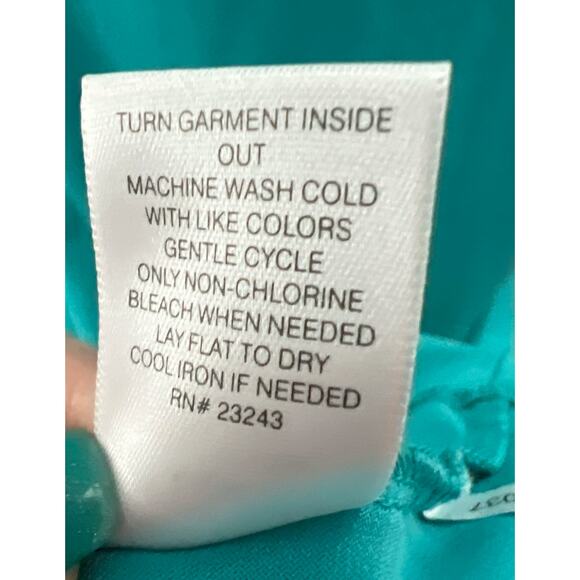 TURN GARMENT INSIDE
OUT
MACHINE WASH COLD
WITH LIKE COLORS
GENTLE CYCLE
ONLY NON-CHLORINE
BLEACH WHEN NEEDED
LAY FLAT TO DRY
COOL IRON IF NEEDED
RN# 23243